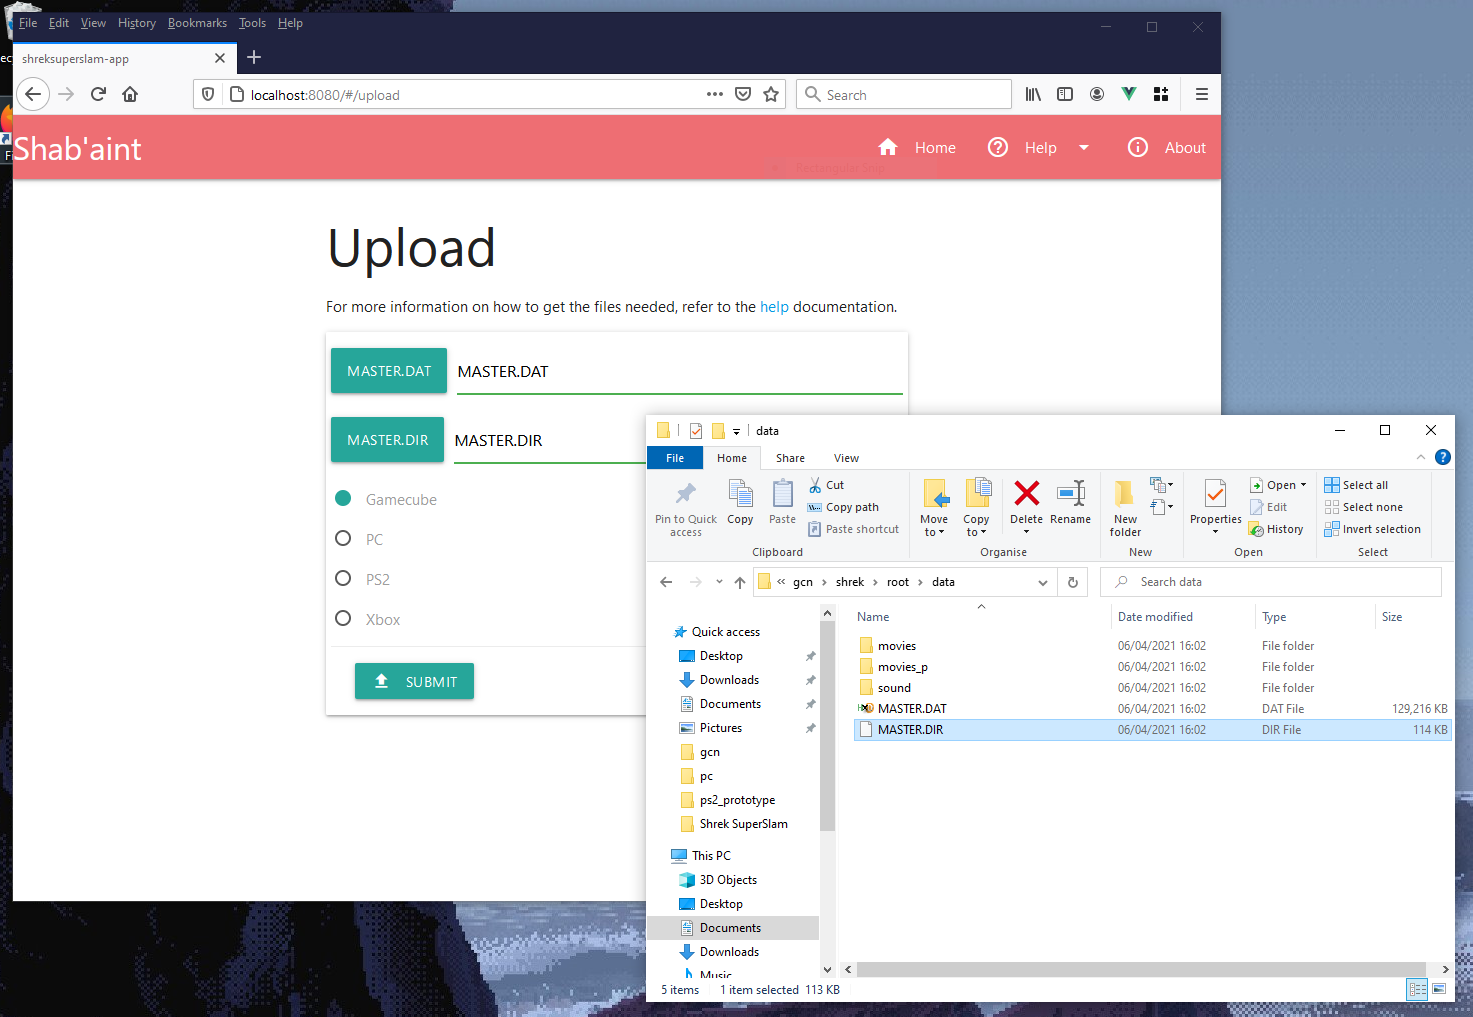 File Edit View History Bookmarks Tools Help
shreksuperslam-app
localhost:8080/#/upload
Search
Shab'aint
Home
Help
About
Rectangular Snip
Upload
For more information on how to get the files needed, refer to the help documentation.
MASTER.DAT MASTER.DAT
MASTER.DIR MASTER.DIR
Gamecube
PC
PS2
Xbox
SUBMIT
data
File Home Share View
Pin to Quick access
Copy
Paste
Cut
Copy path
Paste shortcut
Clipboard
Move to
Copy to
Delete
Rename
Organise
New folder
New
Properties
Open
Edit
History
Open
Select all
Select none
Invert selection
Select
« gcn › shrek › root › data
Search data
Quick access
Desktop
Downloads
Documents
Pictures
gcn
pc
ps2_prototype
Shrek SuperSlam
This PC
3D Objects
Desktop
Documents
Downloads
Music
Name Date modified Type Size
movies 06/04/2021 16:02 File folder
movies_p 06/04/2021 16:02 File folder
sound 06/04/2021 16:02 File folder
MASTER.DAT 06/04/2021 16:02 DAT File 129,216 KB
MASTER.DIR 06/04/2021 16:02 DIR File 114 KB
5 items 1 item selected 113 KB